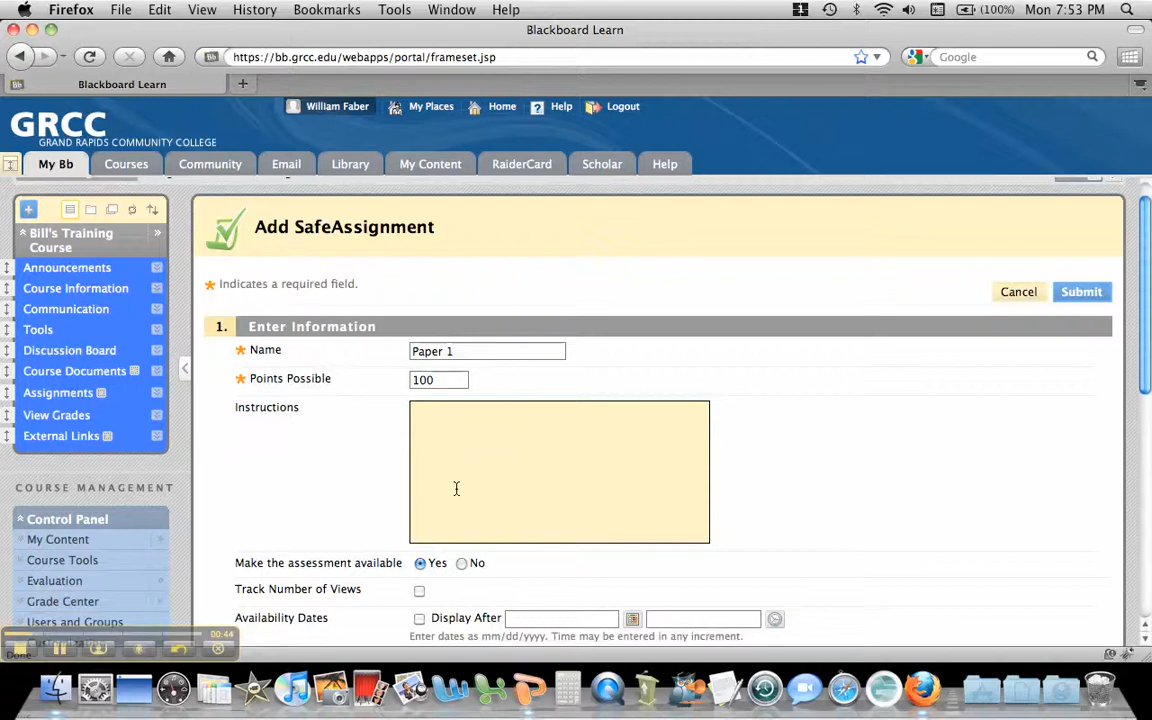 Firefox File Edit View History Bookmarks Tools Window Help 1 (100%) Mon 7:53 PM
Blackboard Learn
https://bb.grcc.edu/webapps/portal/frameset.jsp Google
Blackboard Learn
William Faber My Places Home Help Logout
GRCC
GRAND RAPIDS COMMUNITY COLLEGE
My Bb Courses Community Email Library My Content RaiderCard Scholar Help
Bill's Training Course
Announcements
Course Information
Communication
Tools
Discussion Board
Course Documents
Assignments
View Grades
External Links
COURSE MANAGEMENT
Control Panel
My Content
Course Tools
Evaluation
Grade Center
Users and Groups
00:44
Done
Add SafeAssignment
Indicates a required field.
Cancel Submit
1. Enter Information
Name Paper 1
Points Possible 100
Instructions
Make the assessment available Yes No
Track Number of Views
Availability Dates Display After
Enter dates as mm/dd/yyyy. Time may be entered in any increment.